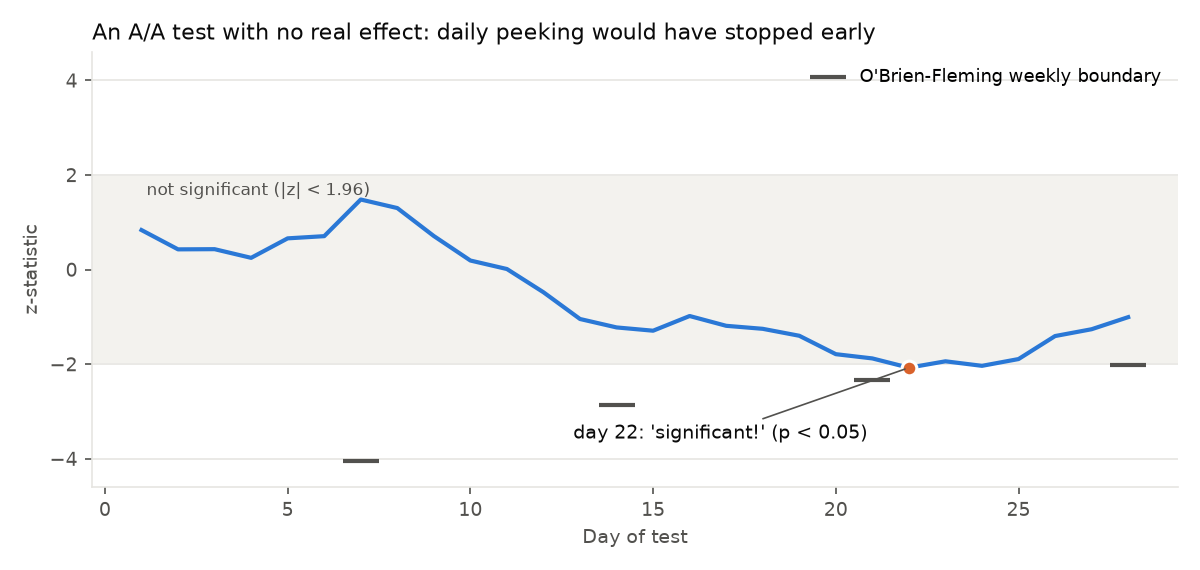 An A/A test with no real effect: daily peeking would have stopped early
O'Brien-Fleming weekly boundary
not significant (|z| < 1.96)
day 22: 'significant!' (p < 0.05)
z-statistic
4
2
0
−2
−4
0 5 10 15 20 25
Day of test